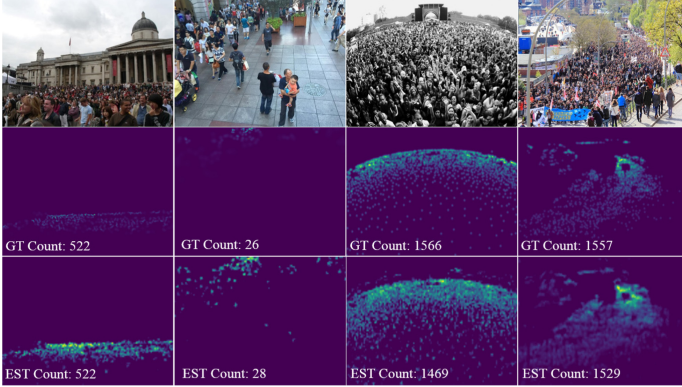 GT Count: 522
GT Count: 26
GT Count: 1566
GT Count: 1557
EST Count: 522
EST Count: 28
EST Count: 1469
EST Count: 1529